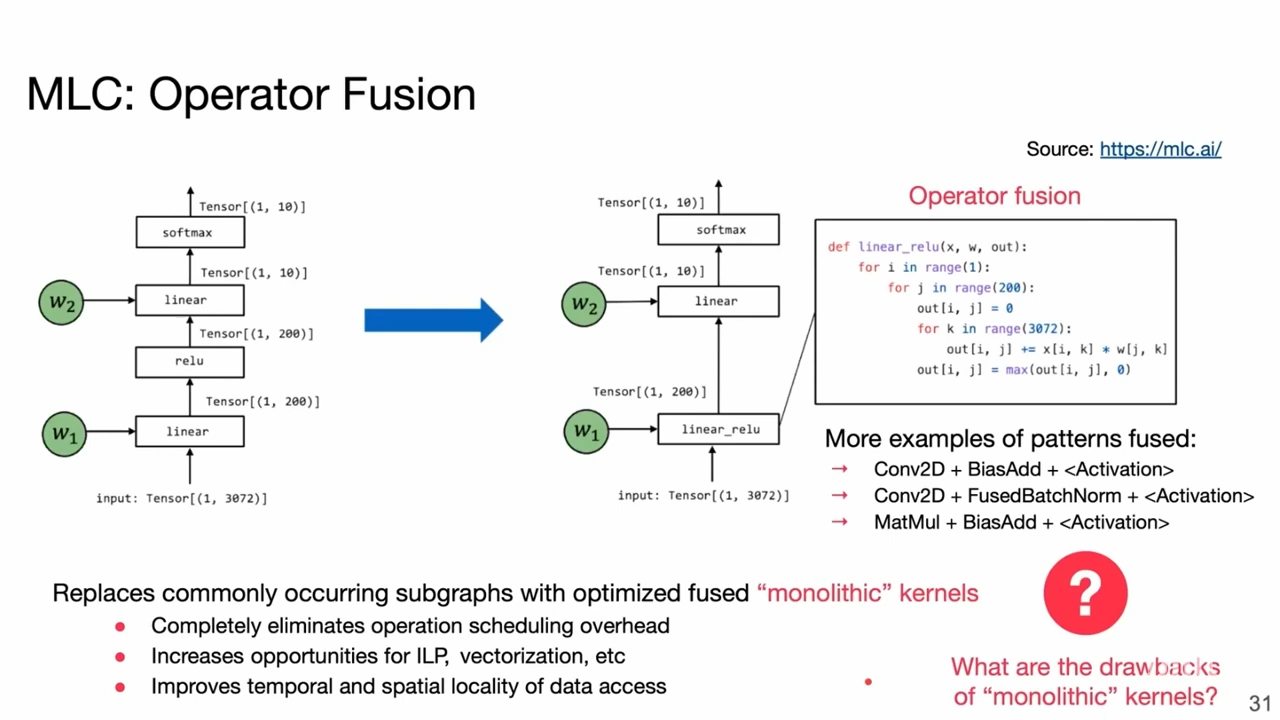 MLC: Operator Fusion
Source: https://mlc.ai/
Tensor[(1, 10)]
softmax
Tensor[(1, 10)]
w₂
linear
Tensor[(1, 200)]
relu
Tensor[(1, 200)]
w₁
linear
input: Tensor[(1, 3072)]
Tensor[(1, 10)]
softmax
Tensor[(1, 10)]
w₂
linear
Tensor[(1, 200)]
w₁
linear_relu
input: Tensor[(1, 3072)]
Operator fusion
def linear_relu(x, w, out):
for i in range(1):
for j in range(200):
out[i, j] = 0
for k in range(3072):
out[i, j] += x[i, k] * w[j, k]
out[i, j] = max(out[i, j], 0)
More examples of patterns fused:
→ Conv2D + BiasAdd + <Activation>
→ Conv2D + FusedBatchNorm + <Activation>
→ MatMul + BiasAdd + <Activation>
Replaces commonly occurring subgraphs with optimized fused “monolithic” kernels
● Completely eliminates operation scheduling overhead
● Increases opportunities for ILP, vectorization, etc
● Improves temporal and spatial locality of data access
?
• What are the drawbacks
of “monolithic” kernels?
31